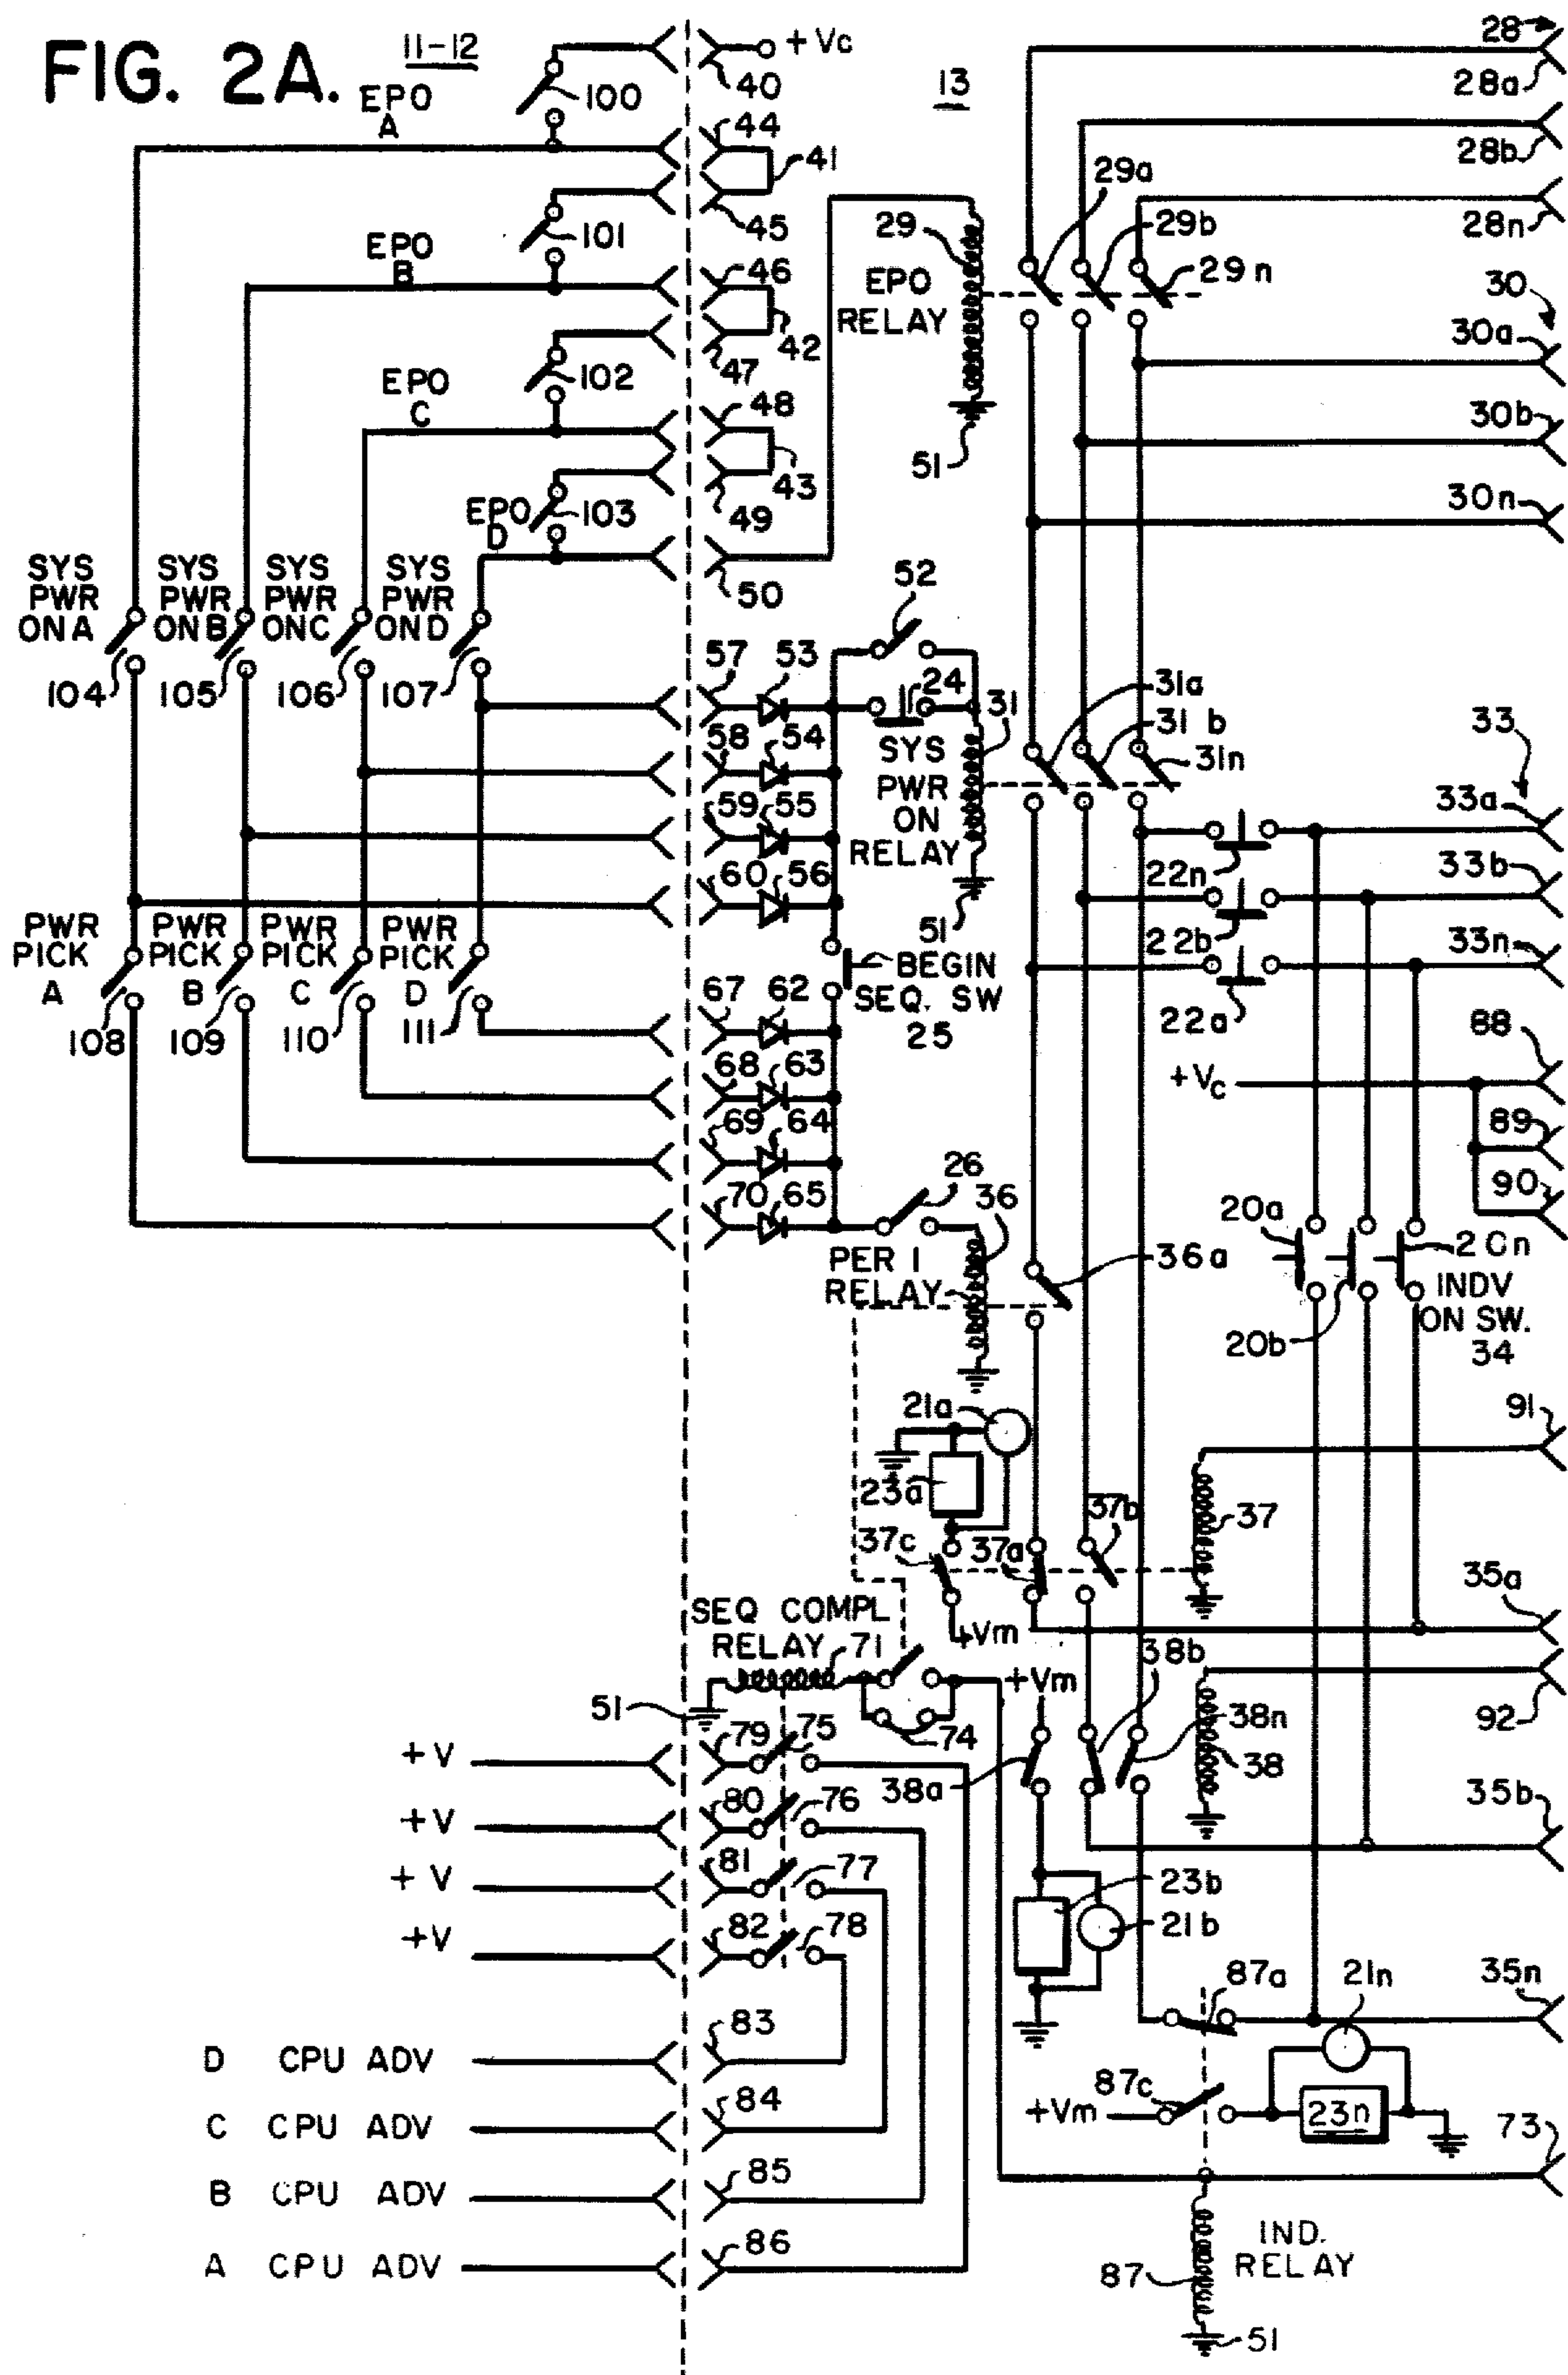 FIG. 2A.
11-12
EPO
A
100
+Vc
40
44
41
45
13
28
28a
28b
28n
29a
29b
29n
29
EPO
RELAY
51
EPO
B
101
46
42
47
30
30a
30b
30n
EPO
C
102
48
43
49
EPO
D
103
50
SYS
PWR
ON A
SYS
PWR
ON B
SYS
PWR
ON C
SYS
PWR
ON D
104
105
106
107
52
57
53
24
31
58
54
59
55
60
56
SYS
PWR
ON
RELAY
51
31a
31b
31n
33
33a
33b
33n
22n
22b
22a
PWR
PICK
A
PWR
PICK
B
PWR
PICK
C
PWR
PICK
D
108
109
110
111
BEGIN
SEQ. SW
25
67
62
68
63
69
64
70
65
26
36
PER 1
RELAY
36a
+Vc
88
89
90
20a
20b
20n
INDV
ON SW.
34
21a
23a
37c
37a
37b
37
91
+Vm
35a
SEQ COMPL
RELAY
71
51
74
+Vm
38b
38n
38a
38
92
35b
+V
79
75
+V
80
76
+V
81
77
+V
82
78
23b
21b
87a
21n
35n
D CPU ADV
83
C CPU ADV
84
B CPU ADV
85
A CPU ADV
86
87c
+Vm
23n
73
IND.
RELAY
87
51